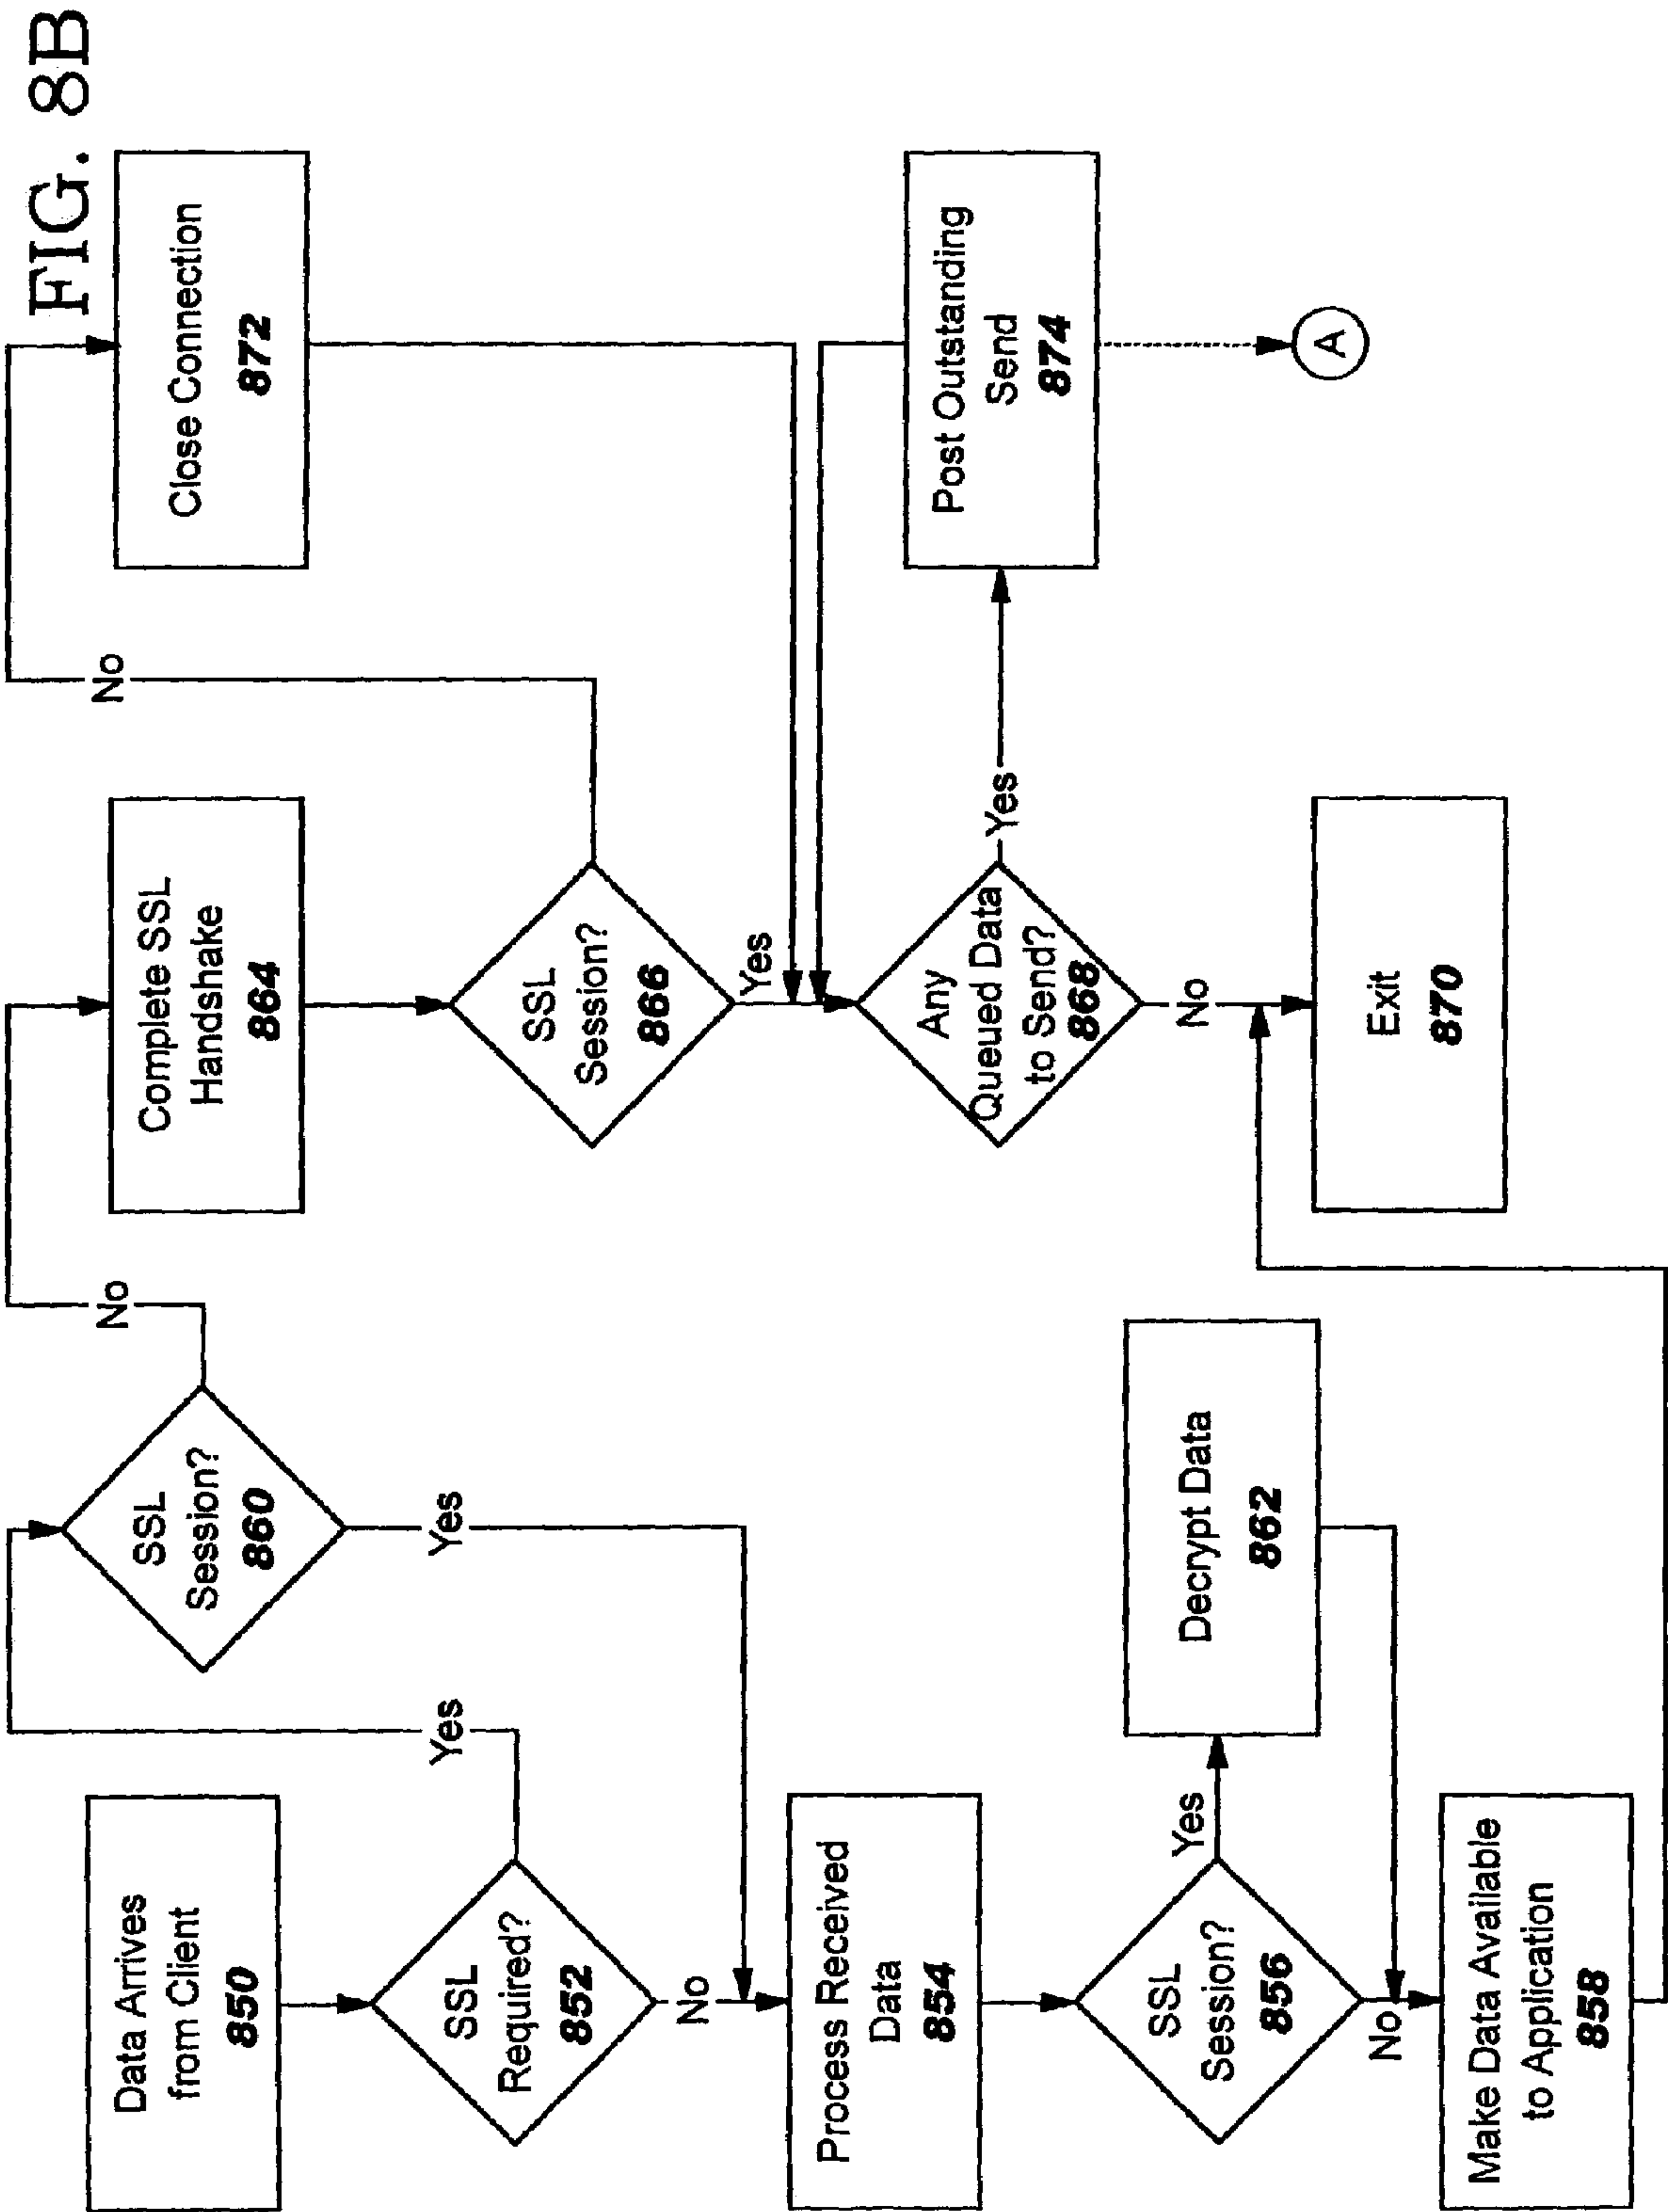 FIG. 8B
Data Arrives
from Client
850
SSL
Required?
852
Yes
No
Process Received
Data
854
SSL
Session?
856
Yes
No
Make Data Available
to Application
858
SSL
Session?
860
No
Yes
Decrypt Data
862
Complete SSL
Handshake
864
SSL
Session?
866
No
Yes
Any
Queued Data
to Send?
868
Yes
No
Exit
870
Close Connection
872
Post Outstanding
Send
874
A